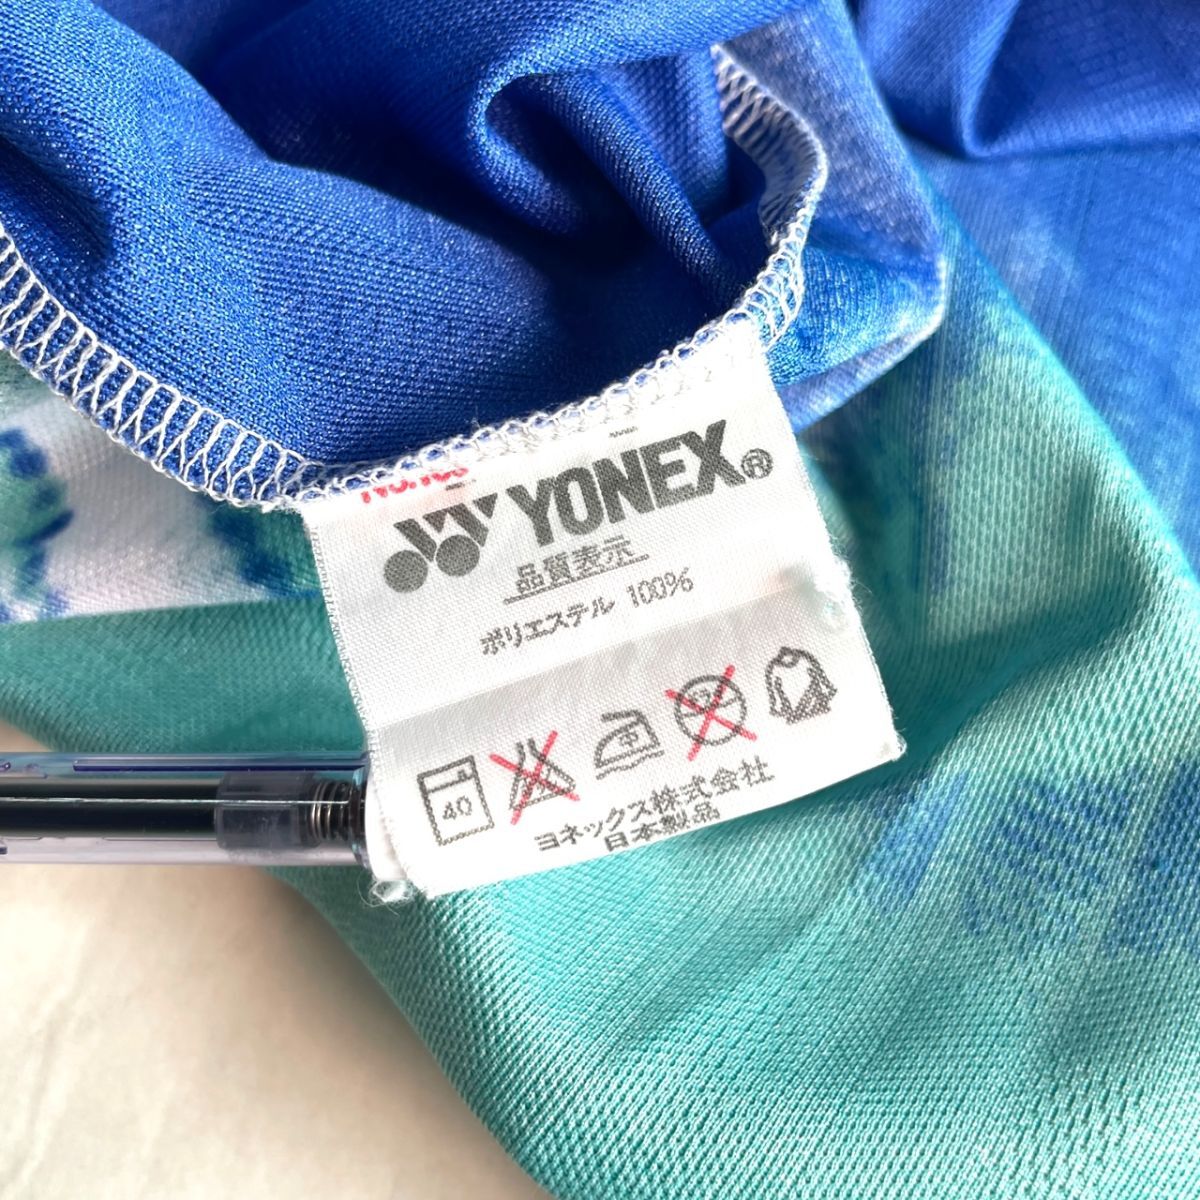 YONEX®
品質表示
ポリエステル 100%
40
ヨネックス株式会社
日本製品